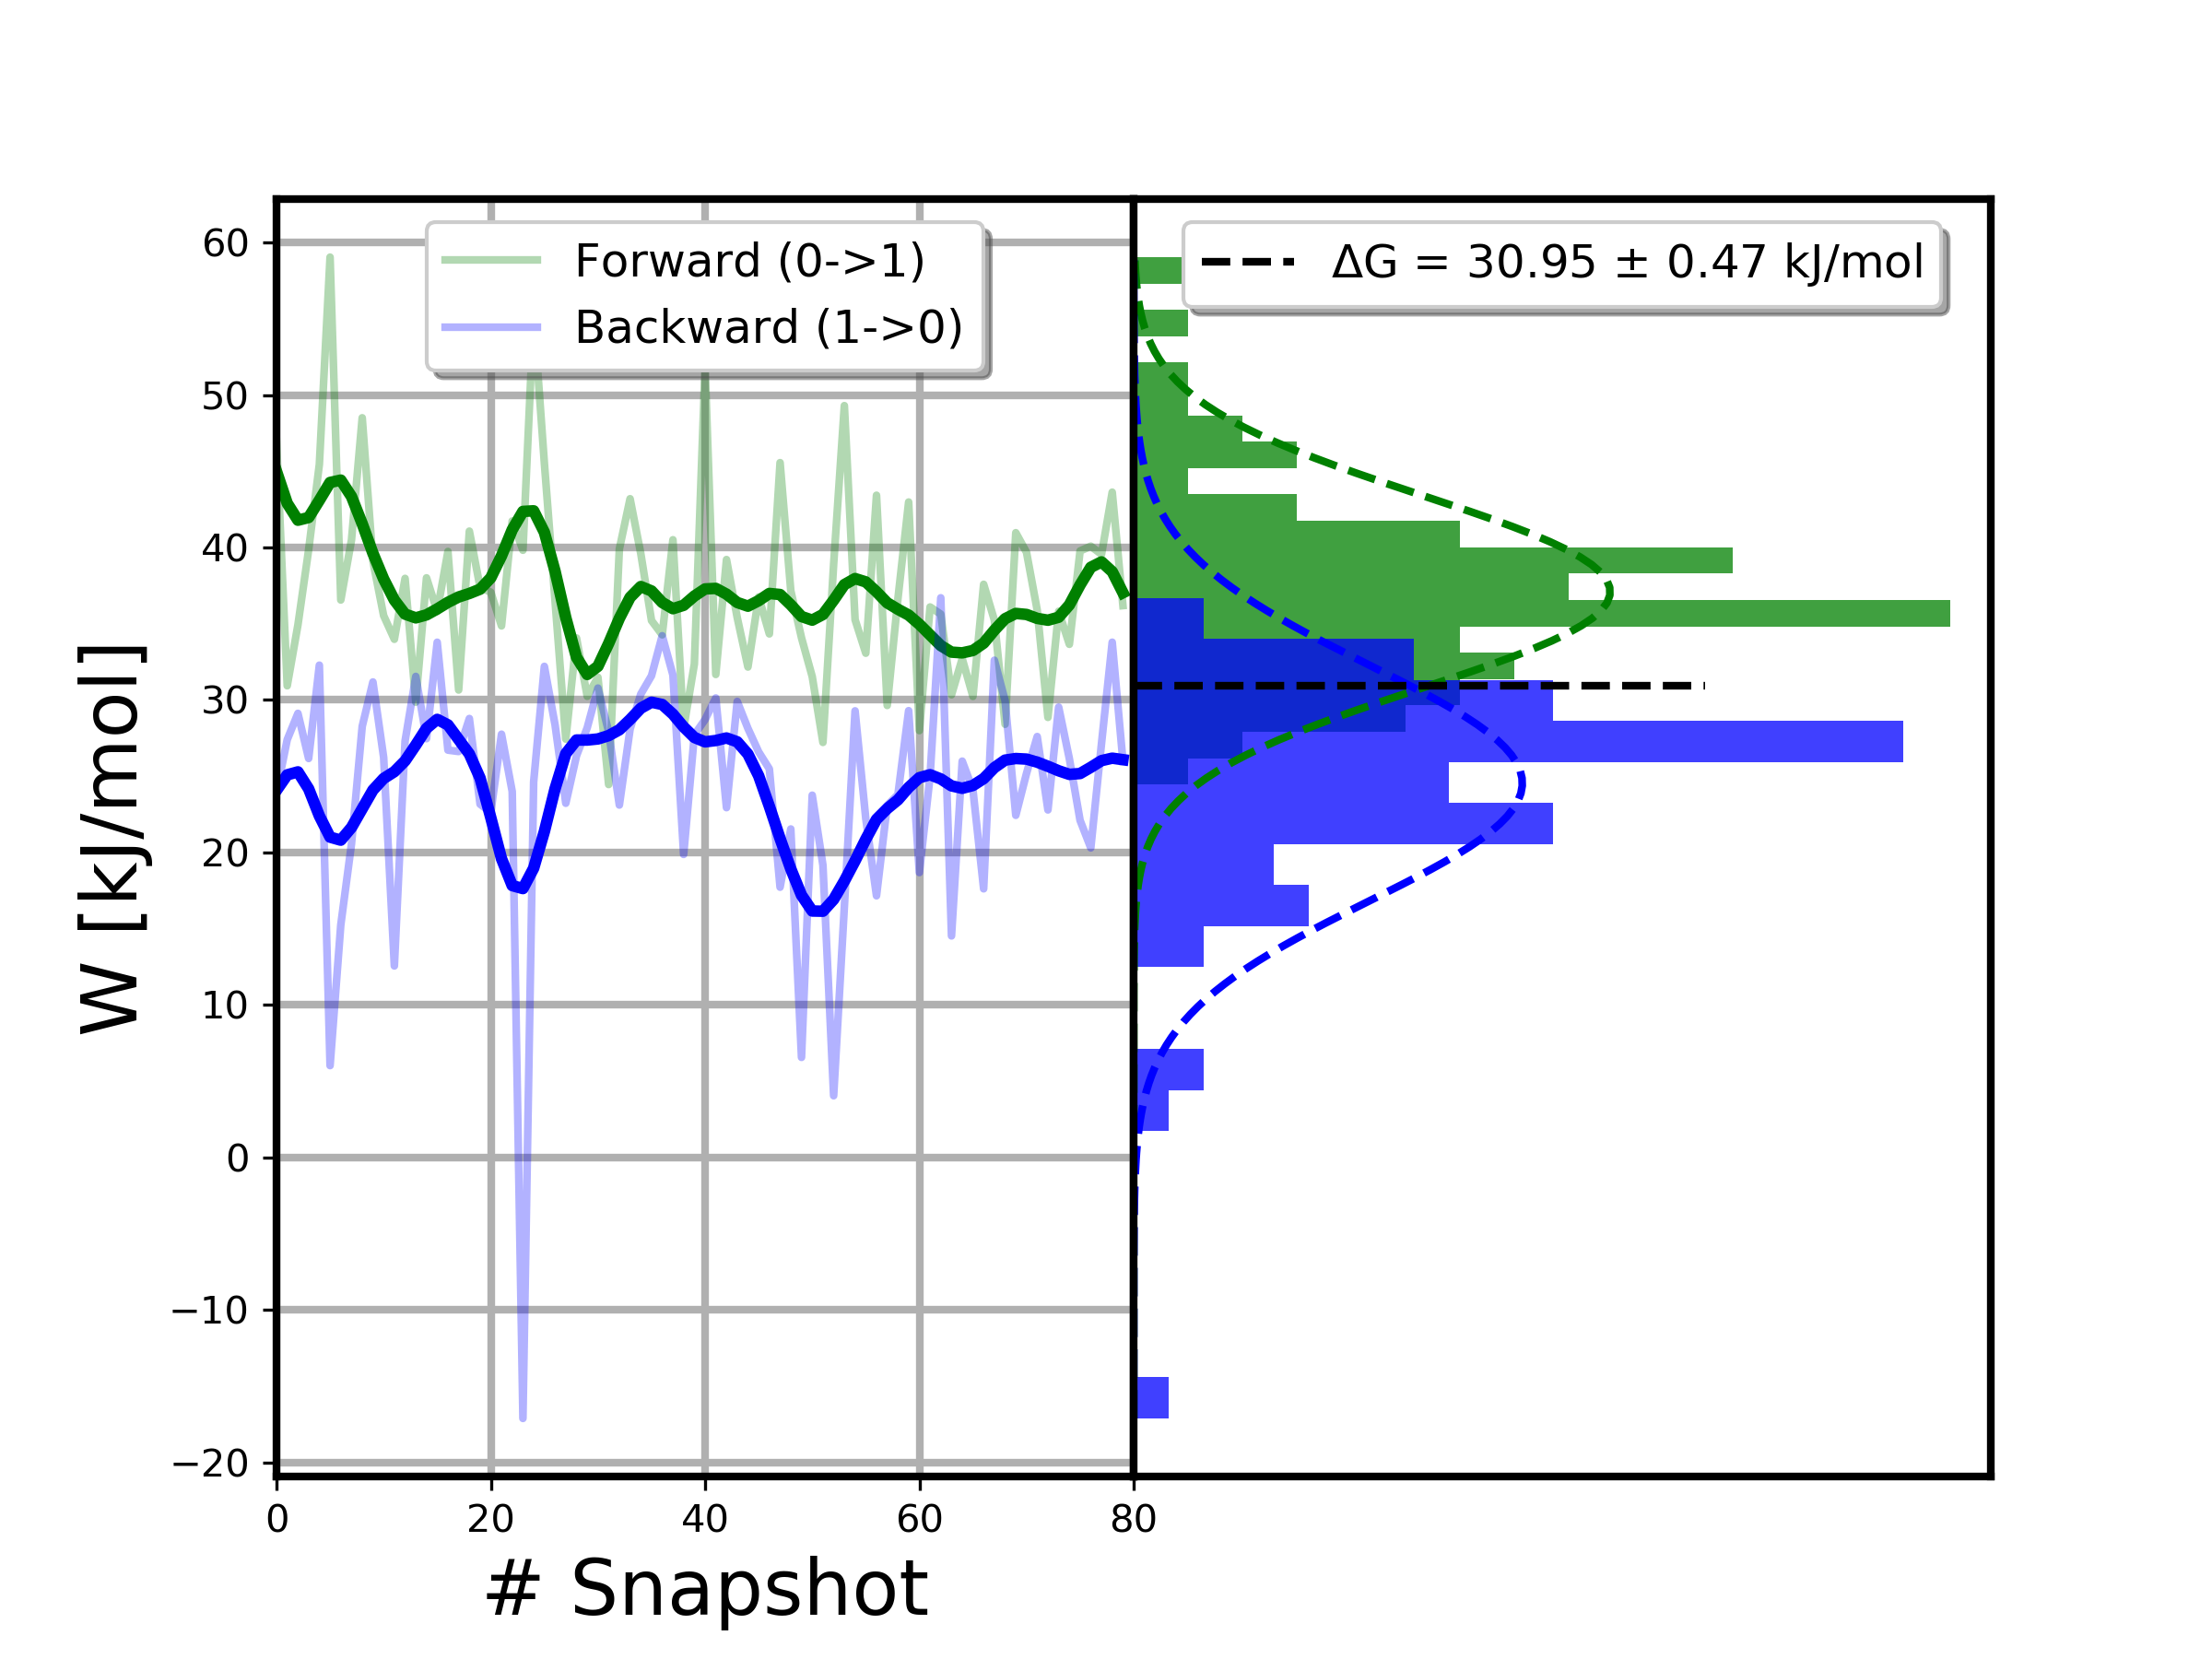 Forward (0->1)
Backward (1->0)
ΔG = 30.95 ± 0.47 kJ/mol
W [kJ/mol]
60
50
40
30
20
10
0
−10
−20
0 20 40 60 80
# Snapshot